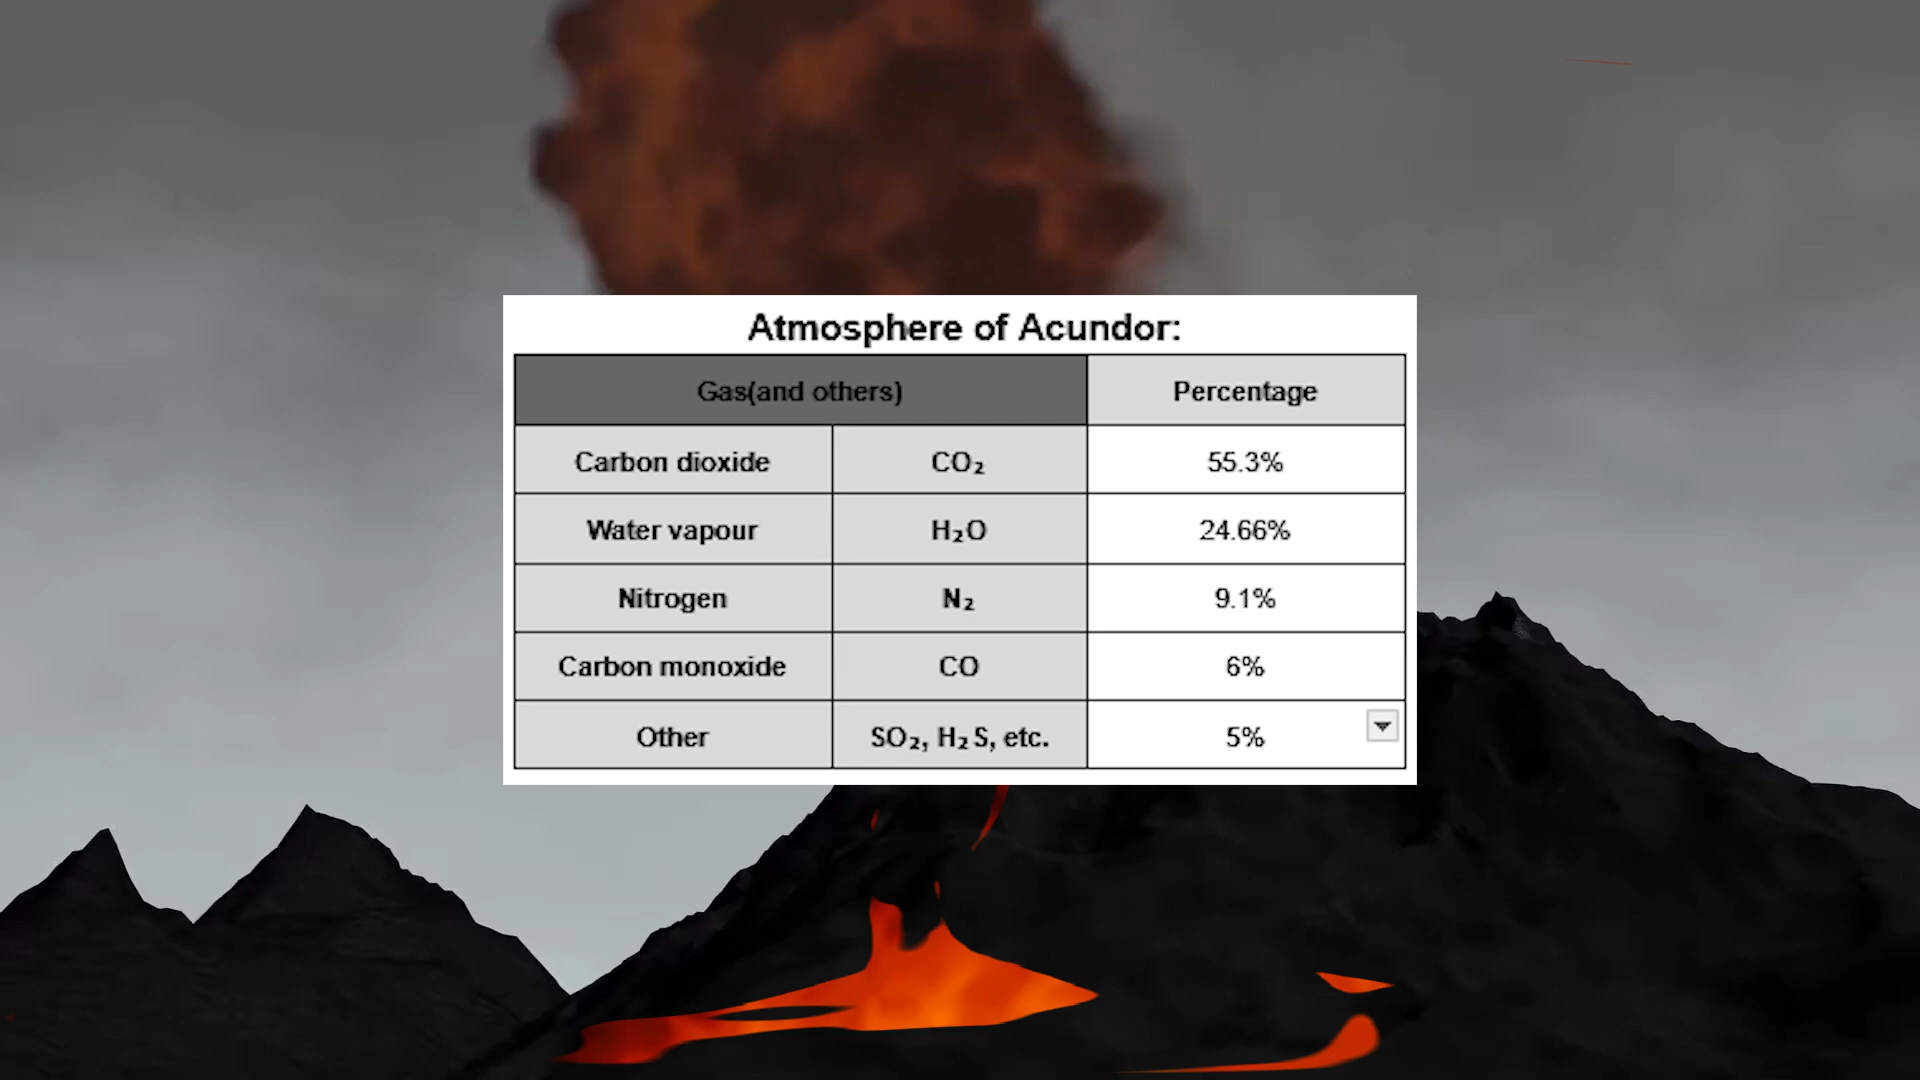 Atmosphere of Acundor:
Gas(and others) Percentage
Carbon dioxide CO₂ 55.3%
Water vapour H₂O 24.66%
Nitrogen N₂ 9.1%
Carbon monoxide CO 6%
Other SO₂, H₂S, etc. 5%